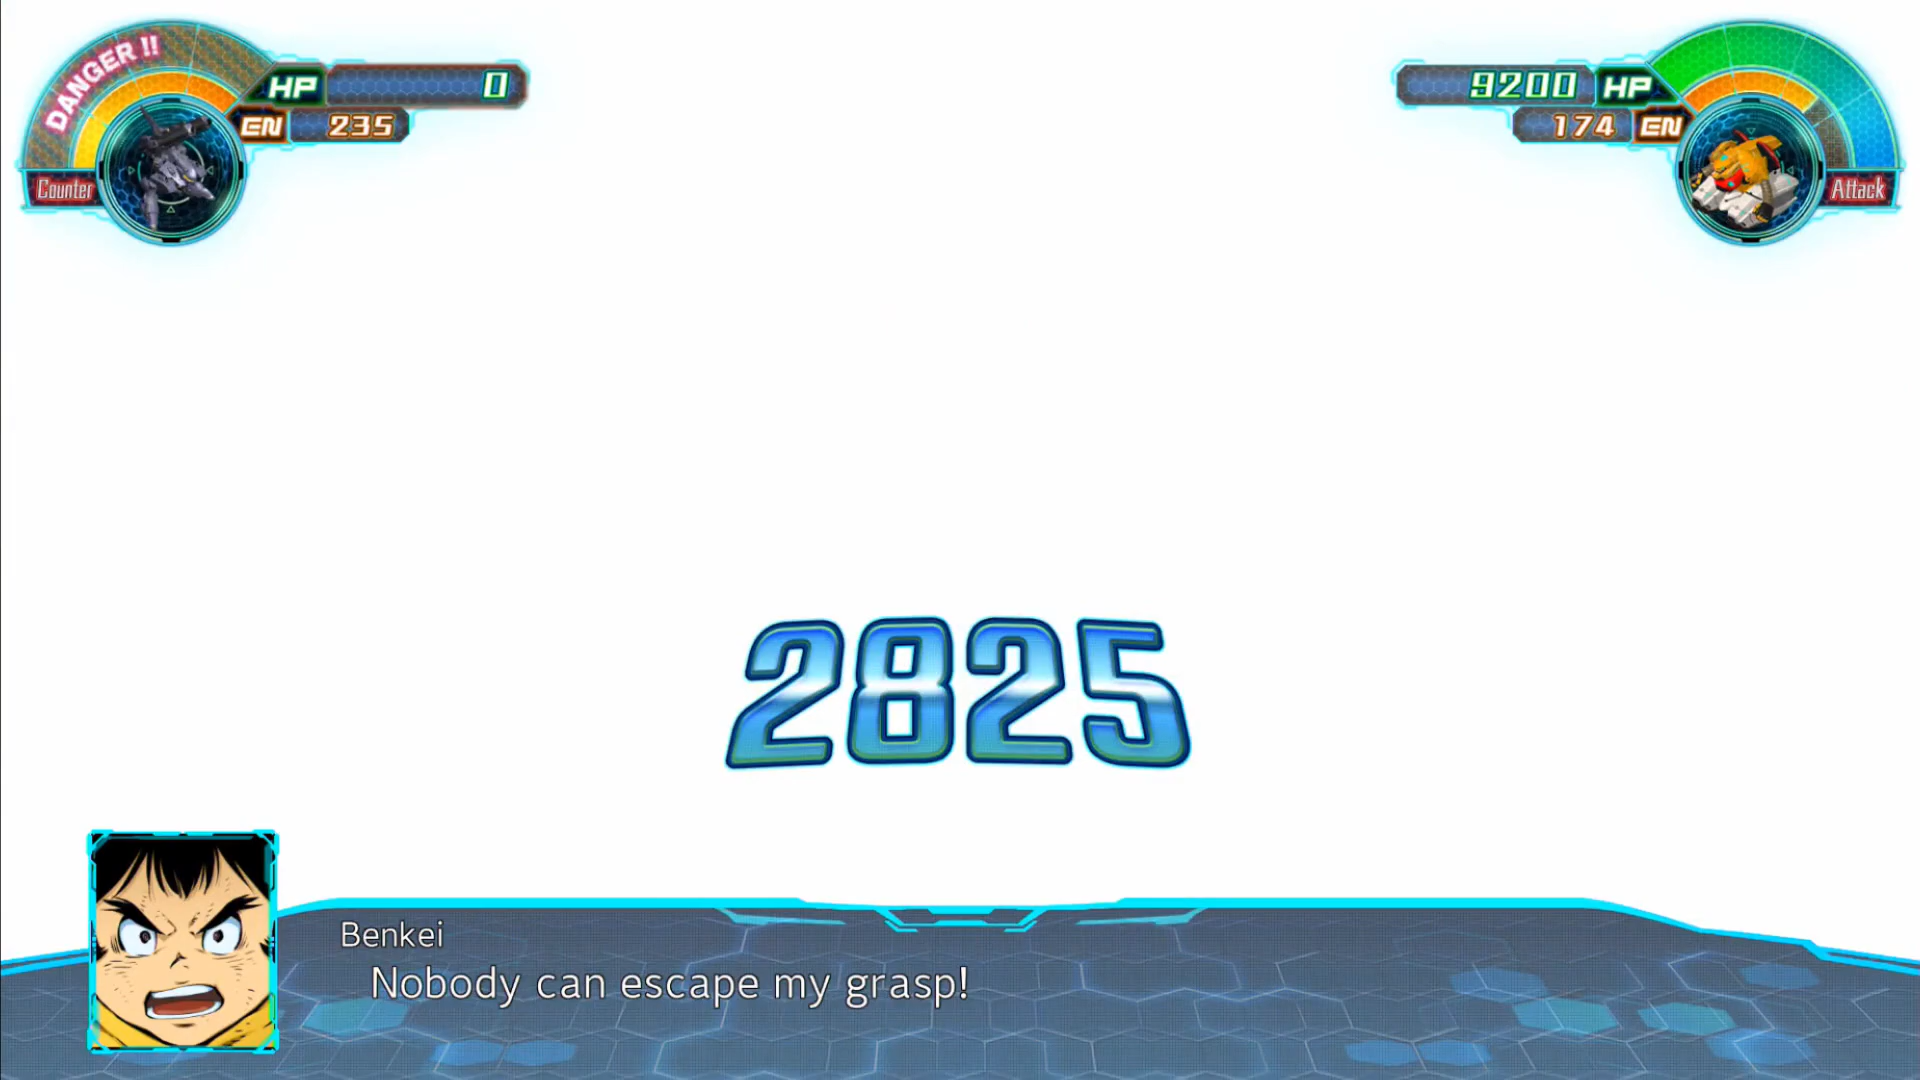 DANGER !!
HP 0
EN 235
Counter
9200 HP
174 EN
Attack
2825
Benkei
Nobody can escape my grasp!